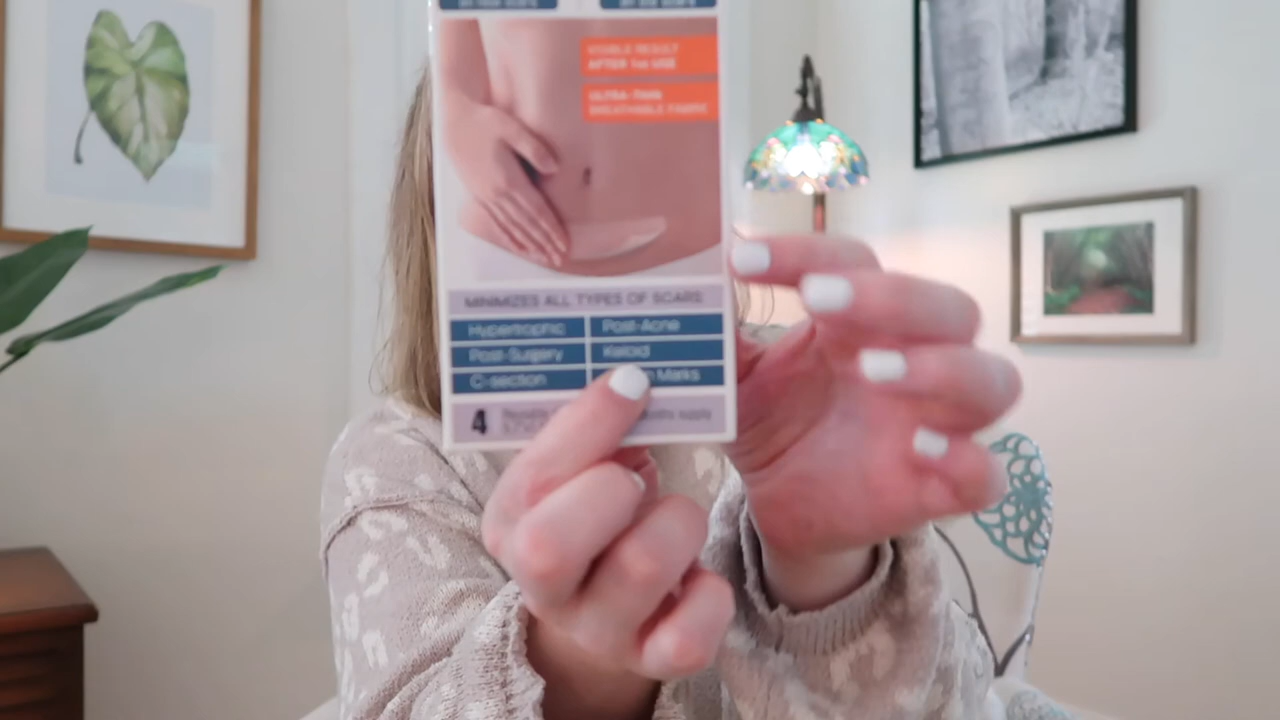 VISIBLE RESULT
AFTER 1st USE
ULTRA-THIN
BREATHABLE FABRIC
MINIMIZES ALL TYPES OF SCARS:
Hypertrophic
Post-Acne
Post-Surgery
Keloid
C-section
Marks
4
supply